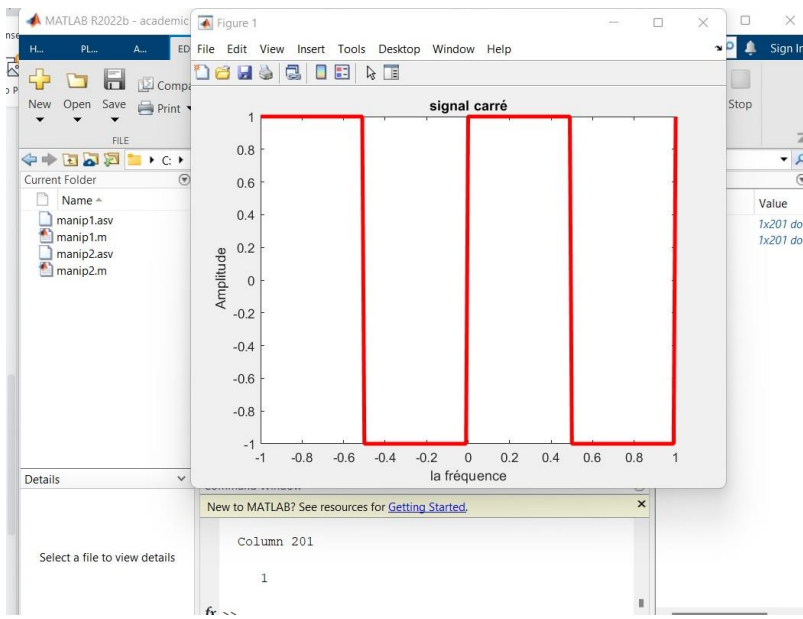 MATLAB R2022b - academic
Figure 1
H... PL... A... ED
File Edit View Insert Tools Desktop Window Help
Sign In
New
Open
Save
Compa
Print
FILE
Stop
C:
Current Folder
Name
manip1.asv
manip1.m
manip2.asv
manip2.m
Value
1x201 do
1x201 do
signal carré
Amplitude
1
0.8
0.6
0.4
0.2
0
-0.2
-0.4
-0.6
-0.8
-1
-1 -0.8 -0.6 -0.4 -0.2 0 0.2 0.4 0.6 0.8 1
la fréquence
Details
Select a file to view details
New to MATLAB? See resources for Getting Started.
Column 201
1
fx >>